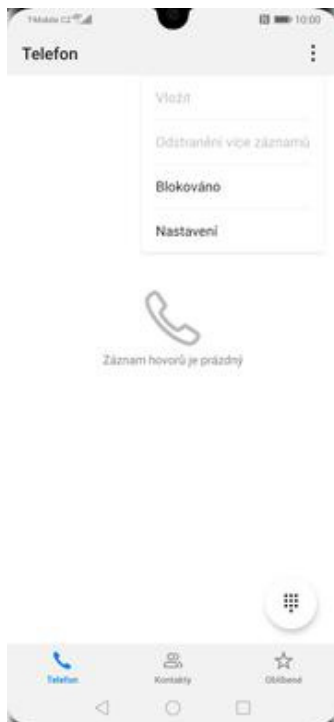 T-Mobile CZ
10:00
Telefon
Vložit
Odstranění více záznamů
Blokováno
Nastavení
Záznam hovorů je prázdný
Telefon
Kontakty
Oblíbené